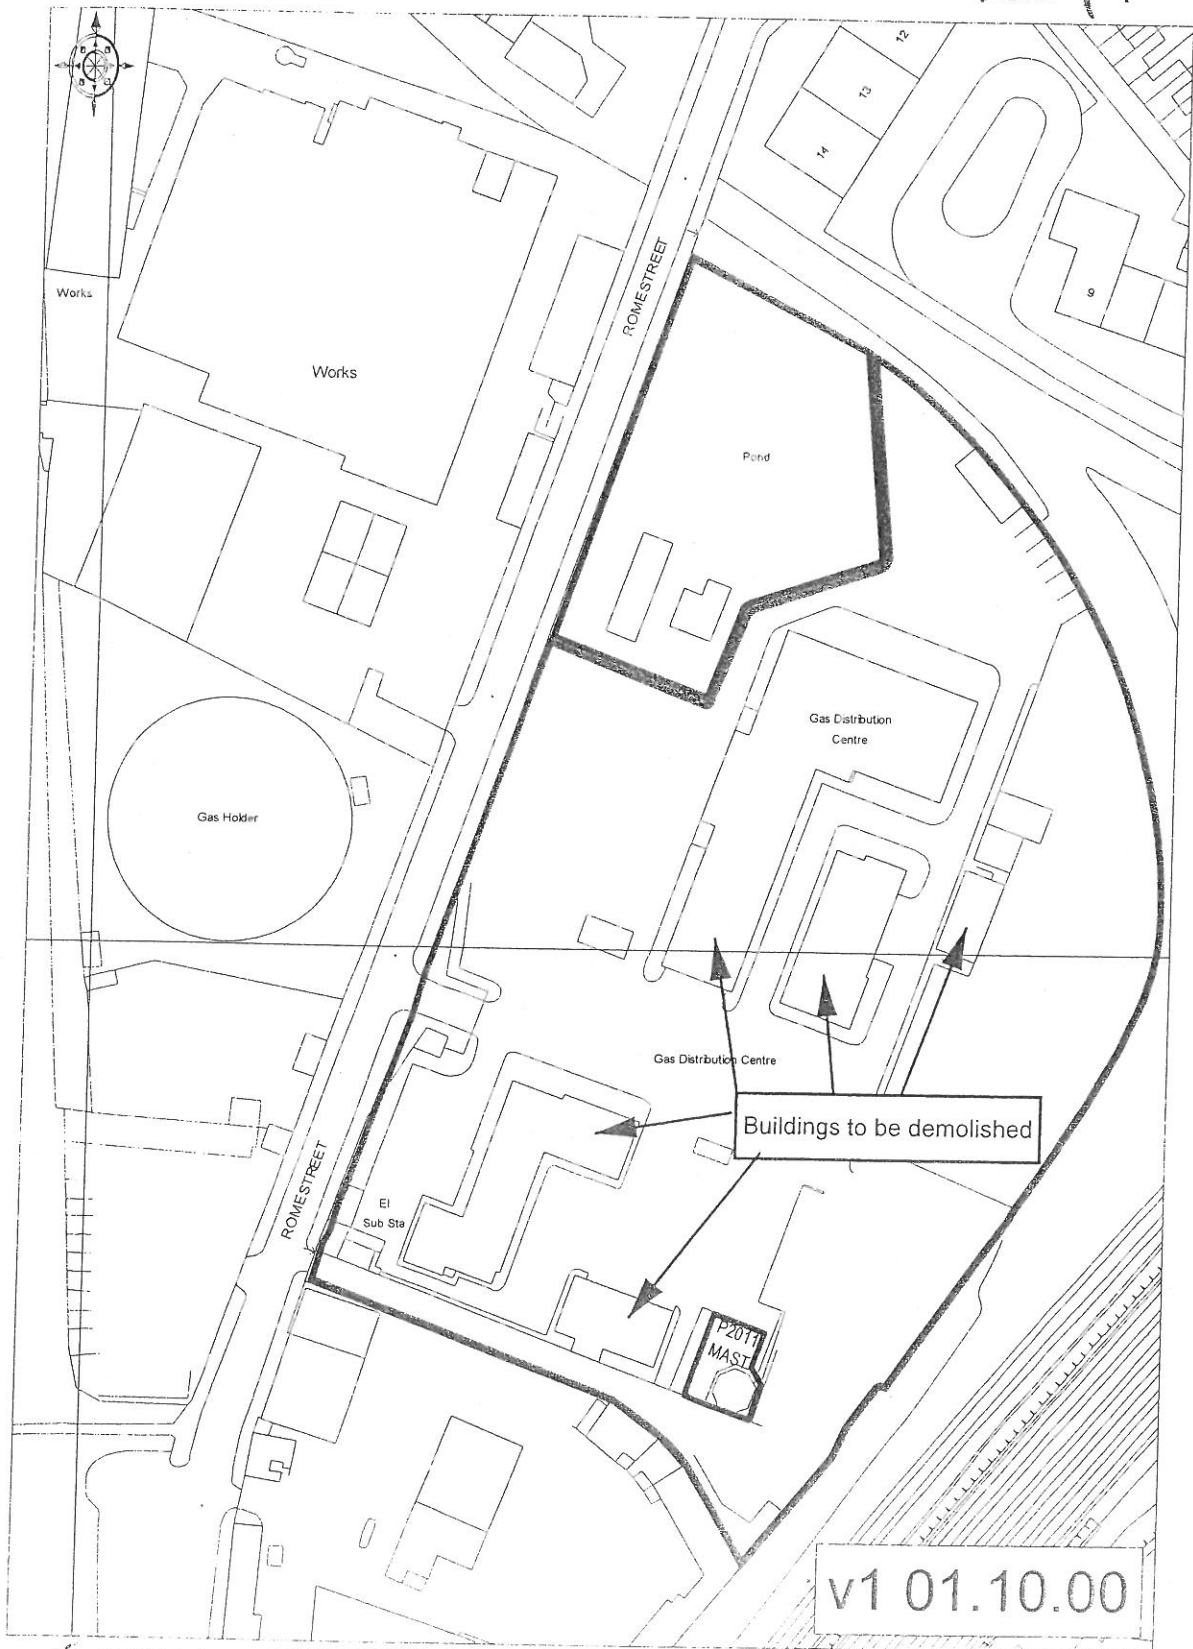 12
13
14
9
ROMESTREET
Works
Works
Pond
Gas Distribution
Centre
Gas Holder
Gas Distribution Centre
Buildings to be demolished
ROMESTREET
El
Sub Sta
P2011
MAST
v1 01.10.00